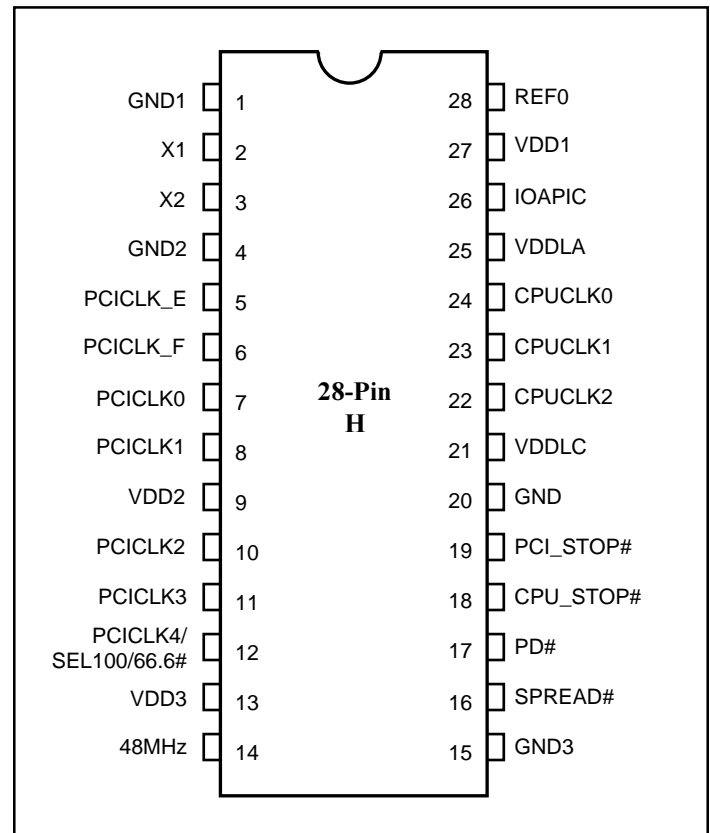 GND1 1
X1 2
X2 3
GND2 4
PCICLK_E 5
PCICLK_F 6
PCICLK0 7
PCICLK1 8
VDD2 9
PCICLK2 10
PCICLK3 11
PCICLK4/
SEL100/66.6# 12
VDD3 13
48MHz 14
28-Pin
H
28 REF0
27 VDD1
26 IOAPIC
25 VDDLA
24 CPUCLK0
23 CPUCLK1
22 CPUCLK2
21 VDDLC
20 GND
19 PCI_STOP#
18 CPU_STOP#
17 PD#
16 SPREAD#
15 GND3